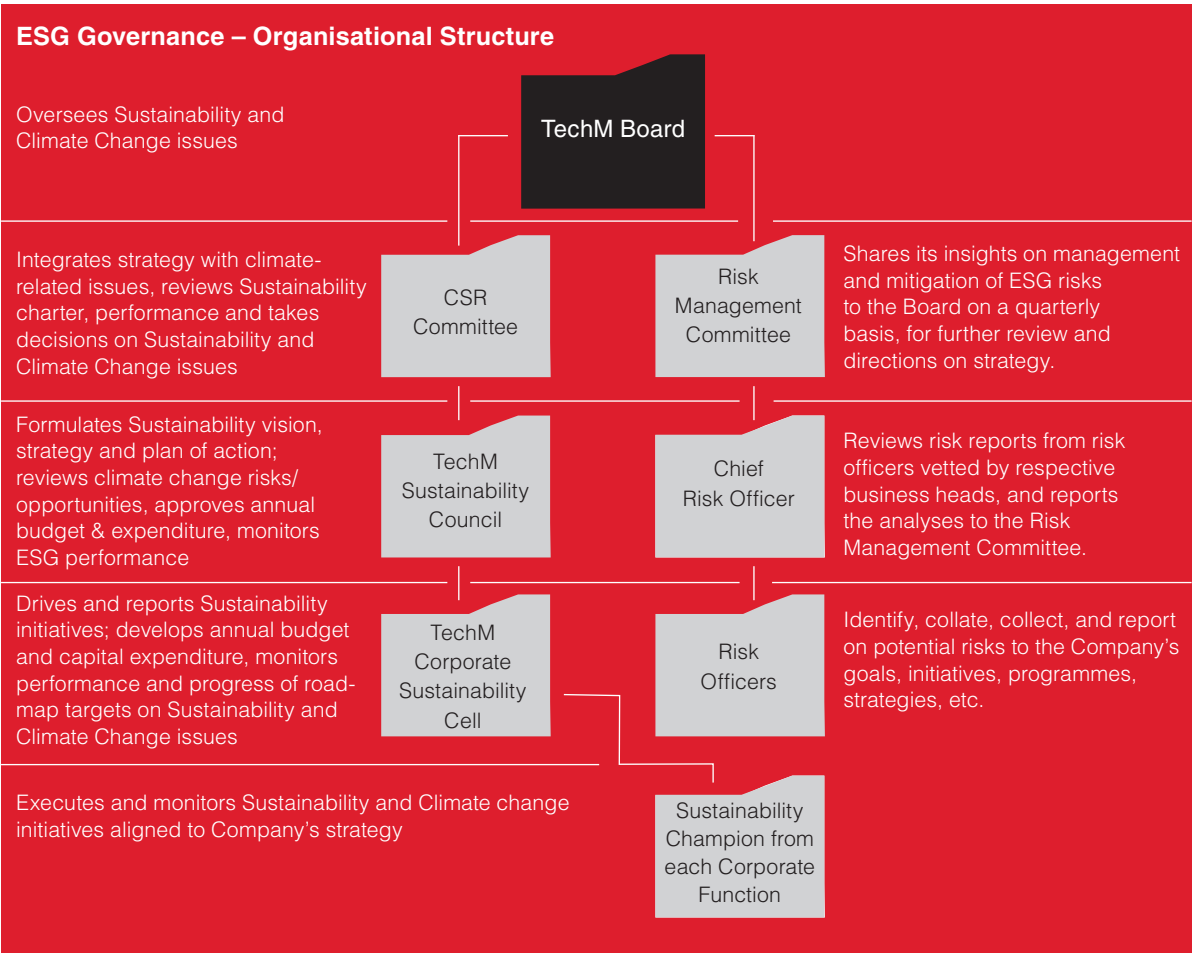 ESG Governance – Organisational Structure
Oversees Sustainability and
Climate Change issues
TechM Board
Integrates strategy with climate-
related issues, reviews Sustainability
charter, performance and takes
decisions on Sustainability and
Climate Change issues
CSR
Committee
Risk
Management
Committee
Shares its insights on management
and mitigation of ESG risks
to the Board on a quarterly
basis, for further review and
directions on strategy.
Formulates Sustainability vision,
strategy and plan of action;
reviews climate change risks/
opportunities, approves annual
budget & expenditure, monitors
ESG performance
TechM
Sustainability
Council
Chief
Risk Officer
Reviews risk reports from risk
officers vetted by respective
business heads, and reports
the analyses to the Risk
Management Committee.
Drives and reports Sustainability
initiatives; develops annual budget
and capital expenditure, monitors
performance and progress of road-
map targets on Sustainability and
Climate Change issues
TechM
Corporate
Sustainability
Cell
Risk
Officers
Identify, collate, collect, and report
on potential risks to the Company's
goals, initiatives, programmes,
strategies, etc.
Executes and monitors Sustainability and Climate change
initiatives aligned to Company's strategy
Sustainability
Champion from
each Corporate
Function